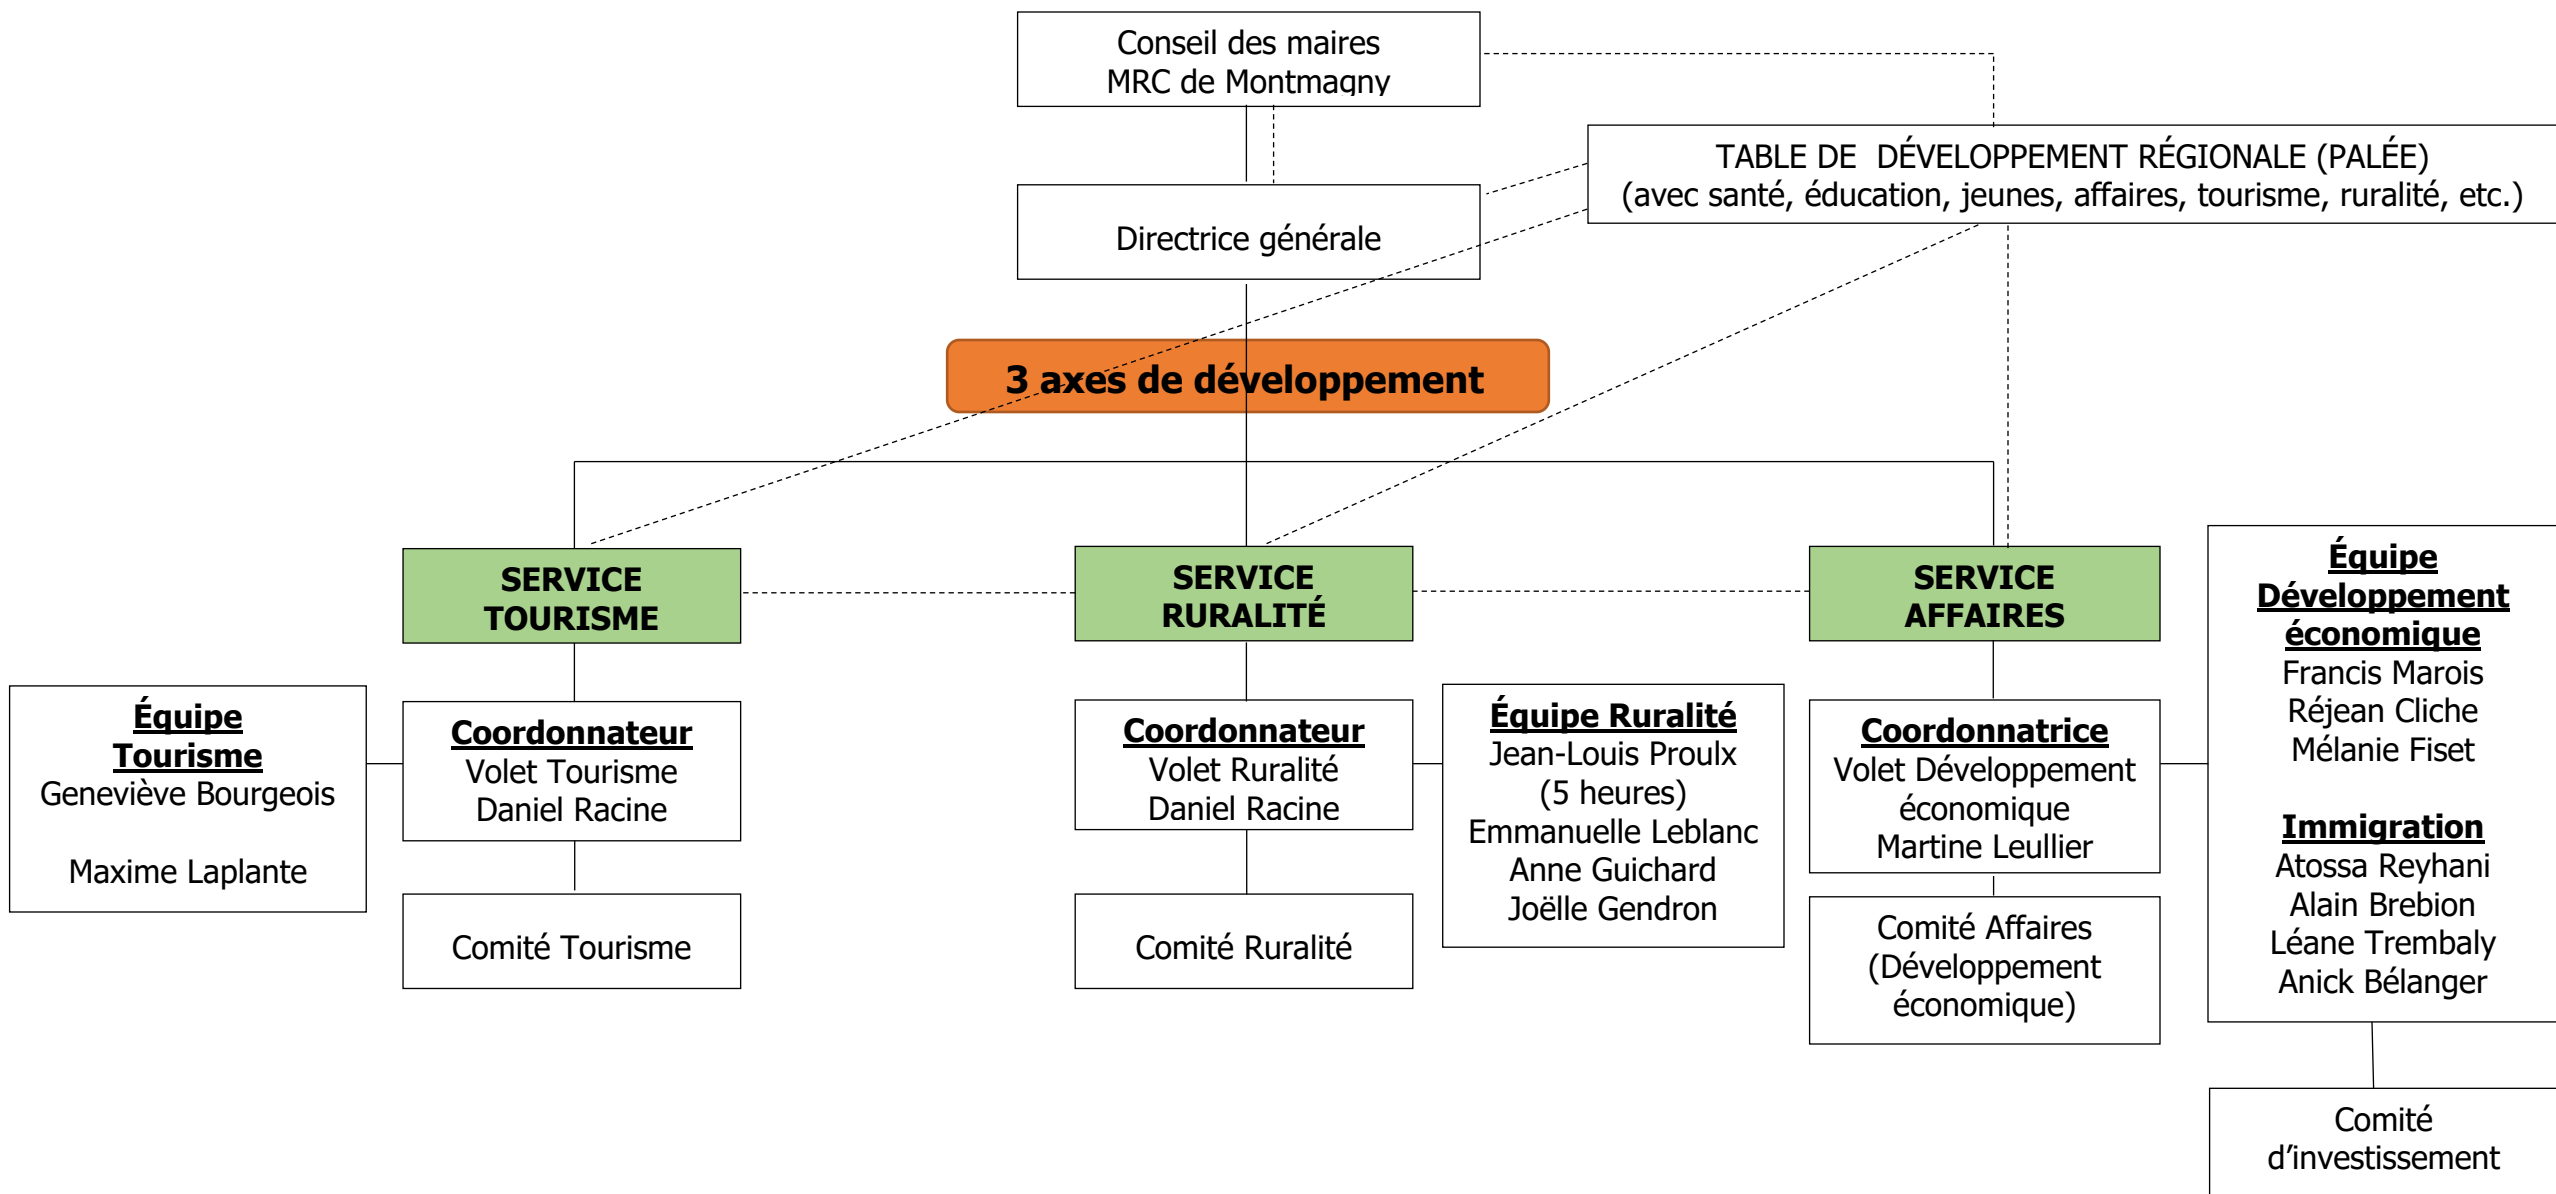 Conseil des maires
MRC de Montmagny
TABLE DE DÉVELOPPEMENT RÉGIONALE (PALÉE)
(avec santé, éducation, jeunes, affaires, tourisme, ruralité, etc.)
Directrice générale
3 axes de développement
SERVICE
TOURISME
SERVICE
RURALITÉ
SERVICE
AFFAIRES
Équipe
Tourisme
Geneviève Bourgeois
Maxime Laplante
Coordonnateur
Volet Tourisme
Daniel Racine
Comité Tourisme
Coordonnateur
Volet Ruralité
Daniel Racine
Comité Ruralité
Équipe Ruralité
Jean-Louis Proulx
(5 heures)
Emmanuelle Leblanc
Anne Guichard
Joëlle Gendron
Coordonnatrice
Volet Développement
économique
Martine Leullier
Comité Affaires
(Développement
économique)
Équipe
Développement
économique
Francis Marois
Réjean Cliche
Mélanie Fiset
Immigration
Atossa Reyhani
Alain Brebion
Léane Trembaly
Anick Bélanger
Comité
d’investissement